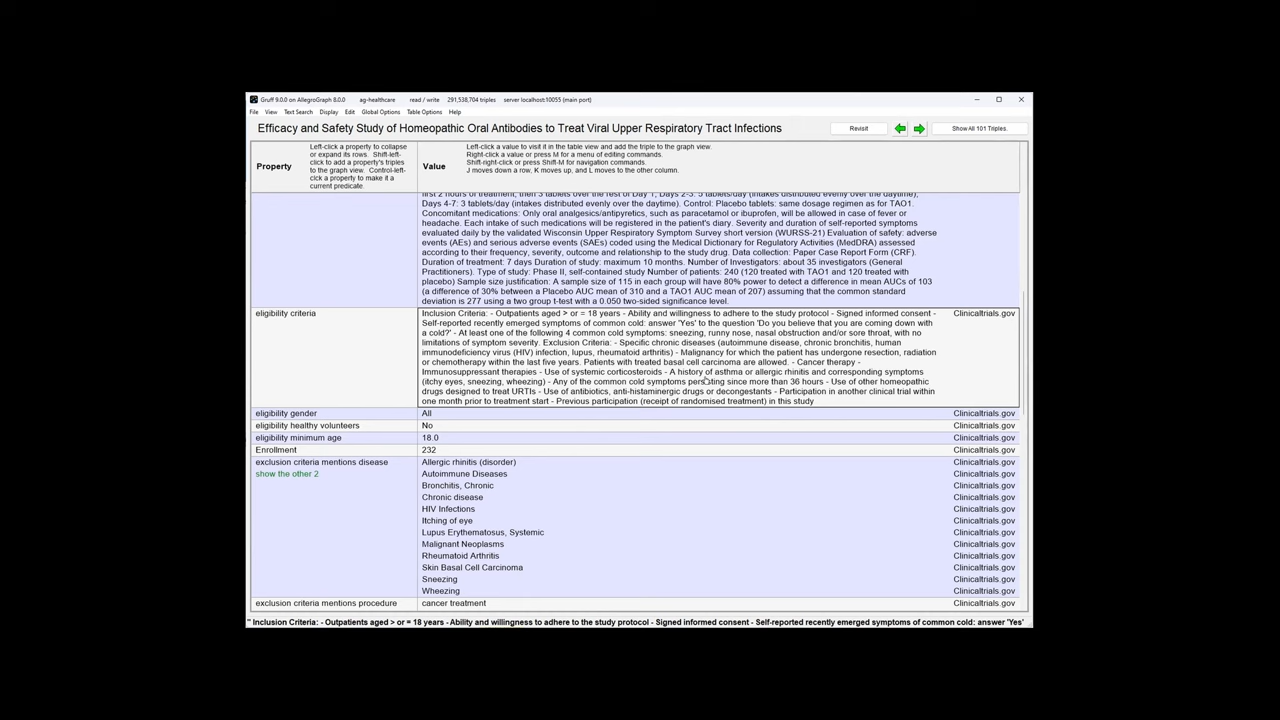 Gruff 9.0.0 on AllegroGraph 8.0.0 ag-healthcare read / write 291,538,704 triples server localhost:10055 (main port)
File View Text Search Display Edit Global Options Table Options Help
Efficacy and Safety Study of Homeopathic Oral Antibodies to Treat Viral Upper Respiratory Tract Infections Revisit Show All 101 Triples.
Property
Left-click a property to collapse
or expand its rows. Shift-left-
click to add a property's triples
to the graph view. Control-left-
click a property to make it a
current predicate.
Value
Left-click a value to visit it in the table view and add the triple to the graph view.
Right-click a value or press M for a menu of editing commands.
Shift-right-click or press Shift-M for navigation commands.
J moves down a row, K moves up, and L moves to the other column.
first 2 hours of treatment, then 3 tablets over the rest of Day 1; Days 2-3: 5 tablets/day (intakes distributed evenly over the daytime);
Days 4-7: 3 tablets/day (intakes distributed evenly over the daytime). Control: Placebo tablets: same dosage regimen as for TAO1.
Concomitant medications: Only oral analgesics/antipyretics, such as paracetamol or ibuprofen, will be allowed in case of fever or
headache. Each intake of such medications will be registered in the patient's diary. Severity and duration of self-reported symptoms
evaluated daily by the validated Wisconsin Upper Respiratory Symptom Survey short version (WURSS-21) Evaluation of safety: adverse
events (AEs) and serious adverse events (SAEs) coded using the Medical Dictionary for Regulatory Activities (MedDRA) assessed
according to their frequency, severity, outcome and relationship to the study drug. Data collection: Paper Case Report Form (CRF).
Duration of treatment: 7 days Duration of study: maximum 10 months. Number of Investigators: about 35 investigators (General
Practitioners). Type of study: Phase II, self-contained study Number of patients: 240 (120 treated with TAO1 and 120 treated with
placebo) Sample size justification: A sample size of 115 in each group will have 80% power to detect a difference in mean AUCs of 103
(a difference of 30% between a Placebo AUC mean of 310 and a TAO1 AUC mean of 207) assuming that the common standard
deviation is 277 using a two group t-test with a 0.050 two-sided significance level.
eligibility criteria Inclusion Criteria: - Outpatients aged > or = 18 years - Ability and willingness to adhere to the study protocol - Signed informed consent - Clinicaltrials.gov
Self-reported recently emerged symptoms of common cold: answer 'Yes' to the question 'Do you believe that you are coming down with
a cold?' - At least one of the following 4 common cold symptoms: sneezing, runny nose, nasal obstruction and/or sore throat, with no
limitations of symptom severity. Exclusion Criteria: - Specific chronic diseases (autoimmune disease, chronic bronchitis, human
immunodeficiency virus (HIV) infection, lupus, rheumatoid arthritis) - Malignancy for which the patient has undergone resection, radiation
or chemotherapy within the last five years. Patients with treated basal cell carcinoma are allowed. - Cancer therapy -
Immunosuppressant therapies - Use of systemic corticosteroids - A history of asthma or allergic rhinitis and corresponding symptoms
(itchy eyes, sneezing, wheezing) - Any of the common cold symptoms persisting since more than 36 hours - Use of other homeopathic
drugs designed to treat URTIs - Use of antibiotics, anti-histaminergic drugs or decongestants - Participation in another clinical trial within
one month prior to treatment start - Previous participation (receipt of randomised treatment) in this study
eligibility gender All Clinicaltrials.gov
eligibility healthy volunteers No Clinicaltrials.gov
eligibility minimum age 18.0 Clinicaltrials.gov
Enrollment 232 Clinicaltrials.gov
exclusion criteria mentions disease Allergic rhinitis (disorder) Clinicaltrials.gov
show the other 2 Autoimmune Diseases Clinicaltrials.gov
Bronchitis, Chronic Clinicaltrials.gov
Chronic disease Clinicaltrials.gov
HIV Infections Clinicaltrials.gov
Itching of eye Clinicaltrials.gov
Lupus Erythematosus, Systemic Clinicaltrials.gov
Malignant Neoplasms Clinicaltrials.gov
Rheumatoid Arthritis Clinicaltrials.gov
Skin Basal Cell Carcinoma Clinicaltrials.gov
Sneezing Clinicaltrials.gov
Wheezing Clinicaltrials.gov
exclusion criteria mentions procedure cancer treatment Clinicaltrials.gov
" Inclusion Criteria: - Outpatients aged > or = 18 years - Ability and willingness to adhere to the study protocol - Signed informed consent - Self-reported recently emerged symptoms of common cold: answer 'Yes'